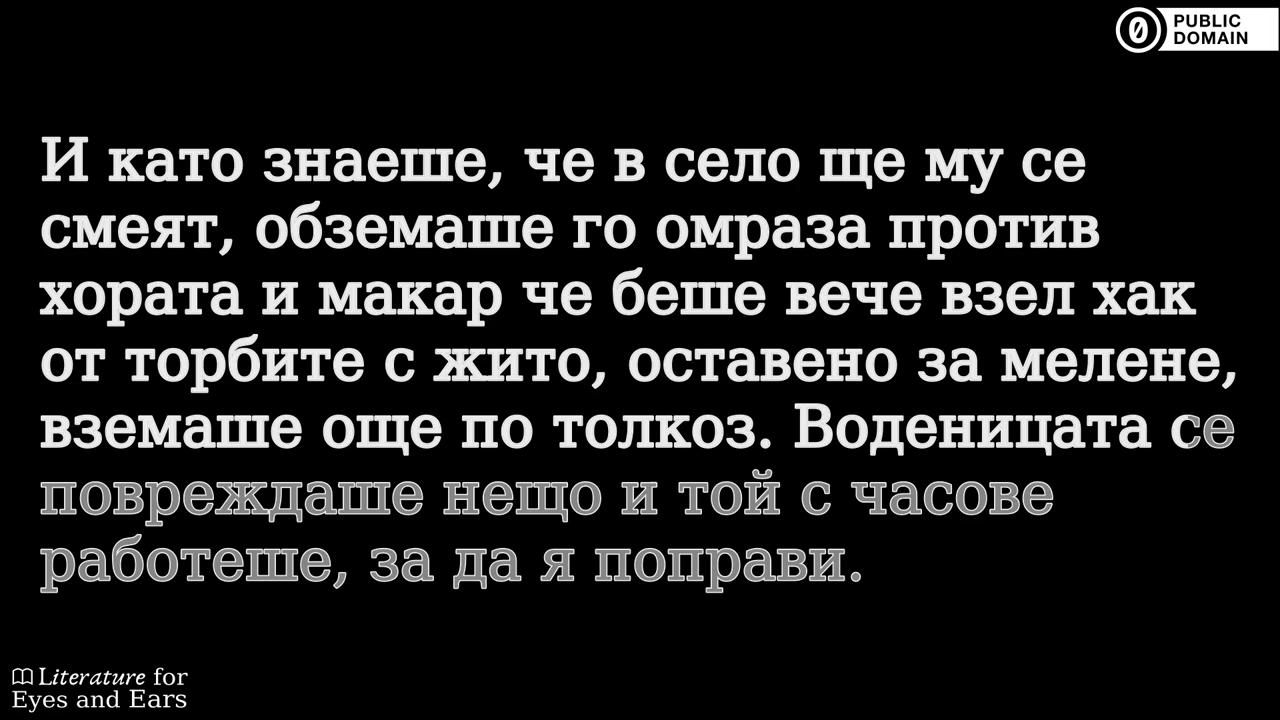 PUBLIC
DOMAIN
И като знаеше, че в село ще му се
смеят, обземаше го омраза против
хората и макар че беше вече взел хак
от торбите с жито, оставено за мелене,
вземаше още по толкоз. Воденицата се
повреждаше нещо и той с часове
работеше, за да я поправи.
Literature for
Eyes and Ears